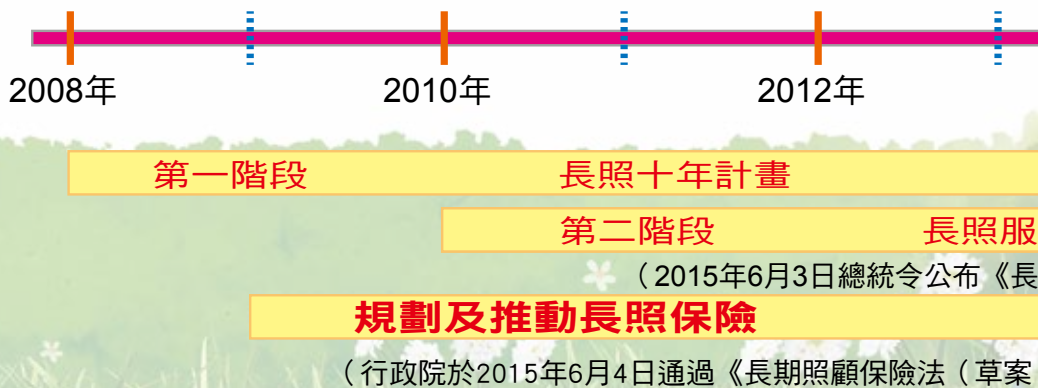 2008年 2010年 2012年
第一階段 長照十年計畫
第二階段 長照服
（2015年6月3日總統令公布《長
規劃及推動長照保險
（行政院於2015年6月4日通過《長期照顧保險法（草案